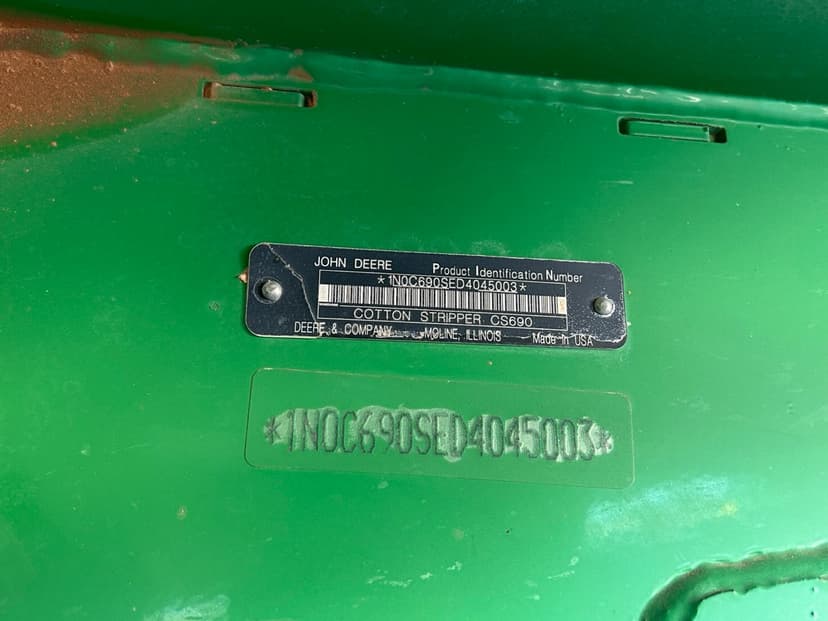 JOHN DEERE Product Identification Number
*1N0C690SED4045003*
COTTON STRIPPER CS690
DEERE & COMPANY MOLINE, ILLINOIS Made in USA
*1N0C690SED4045003*